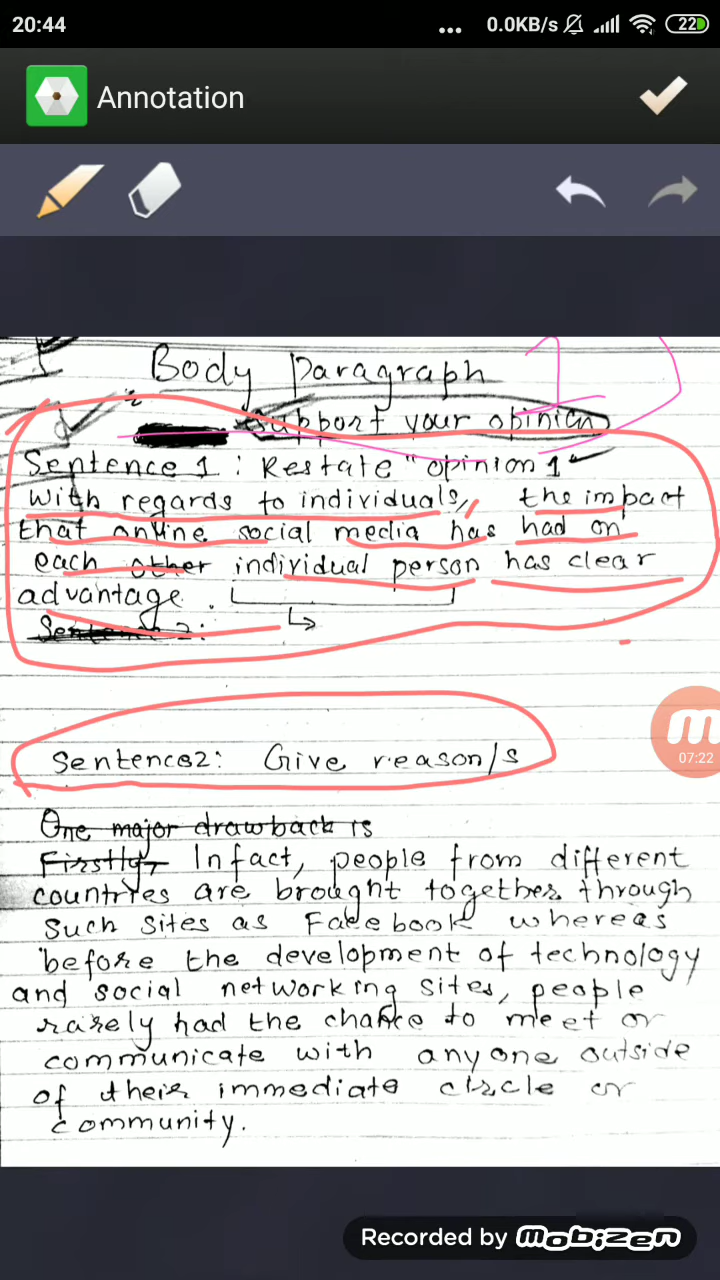 20:44 ... 0.0KB/s 22
Annotation
Body Paragraph 1
Support your opinion
Sentence 1: Restate "opinion 1
with regards to individuals, the impact
that online social media has had on
each other individual person has clear
advantage.
Sentence 2:
Sentence2: Give reason/s
07:22
One major drawback is
Firstly, Infact, people from different
countries are brought together through
such sites as Facebook whereas
before the development of technology
and social networking sites, people
rarely had the chance to meet or
communicate with anyone outside
of their immediate circle or
community.
Recorded by mobizen